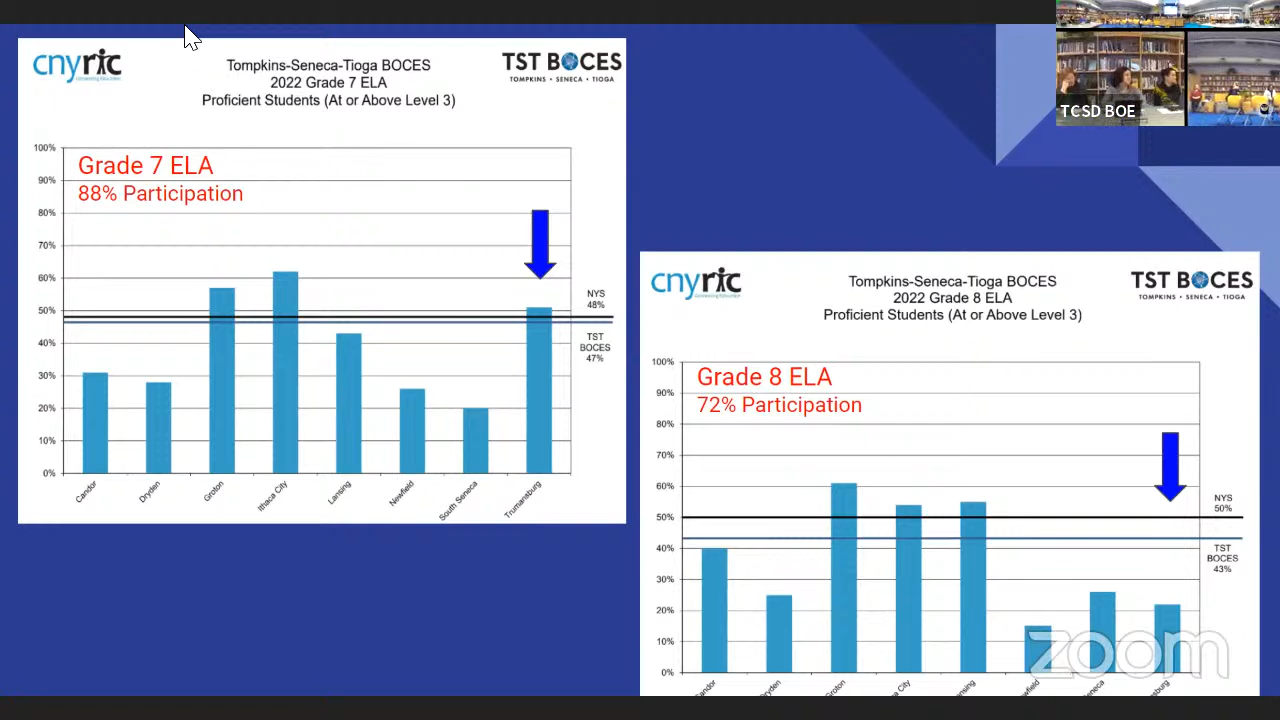 cnyric
TST BOCES
TOMPKINS • SENECA • TIOGA
Tompkins-Seneca-Tioga BOCES
2022 Grade 7 ELA
Proficient Students (At or Above Level 3)
Grade 7 ELA
88% Participation
100%
90%
80%
70%
60%
50%
40%
30%
20%
10%
0%
NYS
48%
TST
BOCES
47%
Candor
Dryden
Groton
Ithaca City
Lansing
Newfield
South Seneca
Trumansburg
TCSD BOE
cnyric
TST BOCES
TOMPKINS • SENECA • TIOGA
Tompkins-Seneca-Tioga BOCES
2022 Grade 8 ELA
Proficient Students (At or Above Level 3)
Grade 8 ELA
72% Participation
100%
90%
80%
70%
60%
50%
40%
30%
20%
10%
0%
NYS
50%
TST
BOCES
43%
zoom